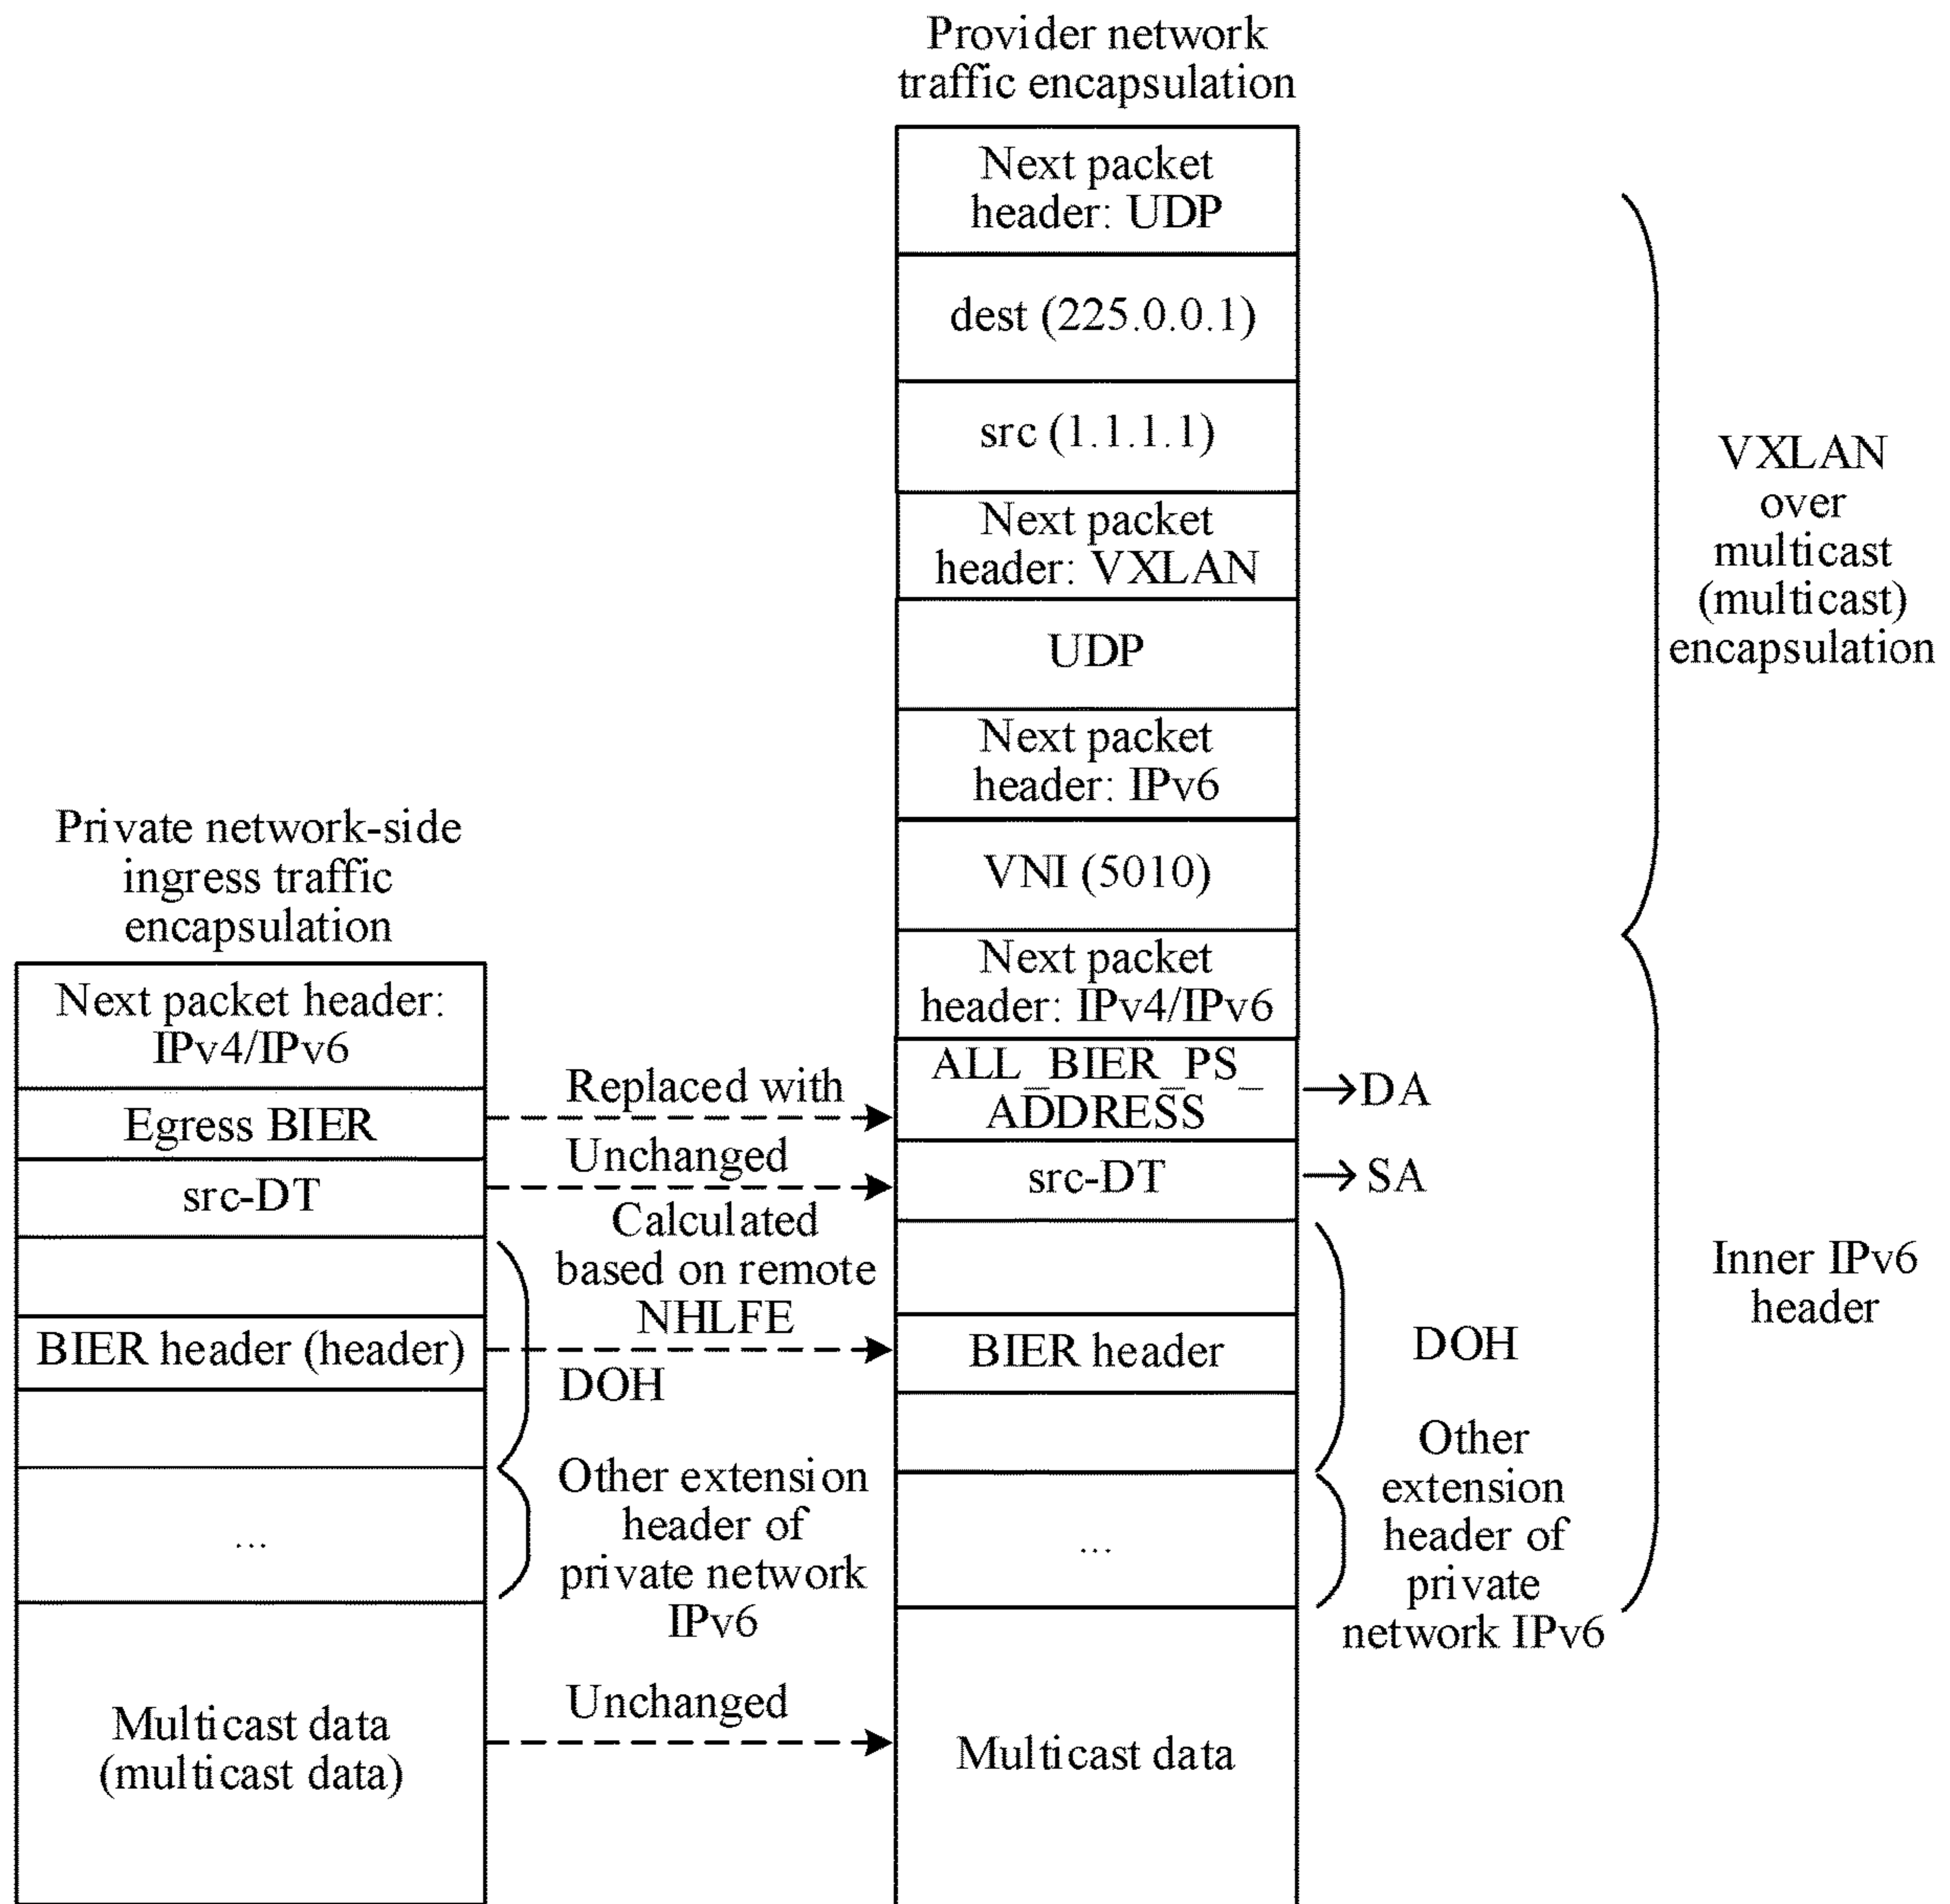 Provider network
traffic encapsulation
Next packet
header: UDP
dest (225.0.0.1)
src (1.1.1.1)
Next packet
header: VXLAN
UDP
Next packet
header: IPv6
VNI (5010)
Next packet
header: IPv4/IPv6
ALL_BIER_PS_
ADDRESS
src-DT
BIER header
...
Multicast data
VXLAN
over
multicast
(multicast)
encapsulation
DA
SA
DOH
Other
extension
header of
private
network IPv6
Inner IPv6
header
Private network-side
ingress traffic
encapsulation
Next packet header:
IPv4/IPv6
Egress BIER
src-DT
BIER header (header)
...
Multicast data
(multicast data)
Replaced with
Unchanged
Calculated
based on remote
NHLFE
DOH
Other extension
header of
private network
IPv6
Unchanged